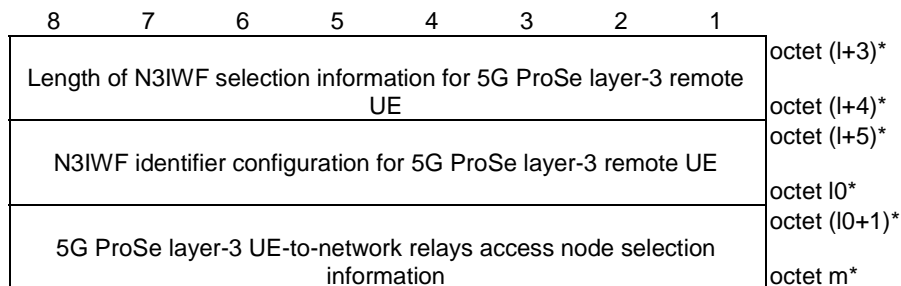 8 7 6 5 4 3 2 1
octet (l+3)*
Length of N3IWF selection information for 5G ProSe layer-3 remote
UE
octet (l+4)*
octet (l+5)*
N3IWF identifier configuration for 5G ProSe layer-3 remote UE
octet l0*
octet (l0+1)*
5G ProSe layer-3 UE-to-network relays access node selection
information
octet m*